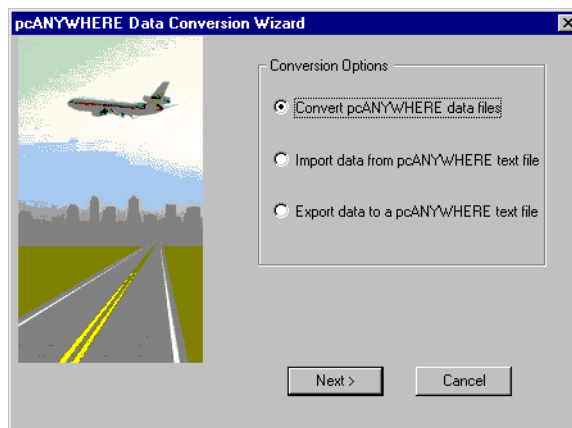 pcANYWHERE Data Conversion Wizard
Conversion Options
Convert pcANYWHERE data files
Import data from pcANYWHERE text file
Export data to a pcANYWHERE text file
Next >
Cancel